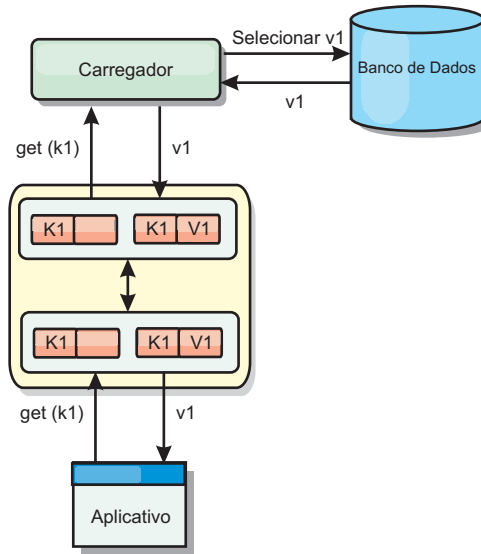 Selecionar v1
Carregador
Banco de Dados
v1
get (k1)
v1
K1
K1 V1
K1
K1 V1
get (k1)
v1
Aplicativo